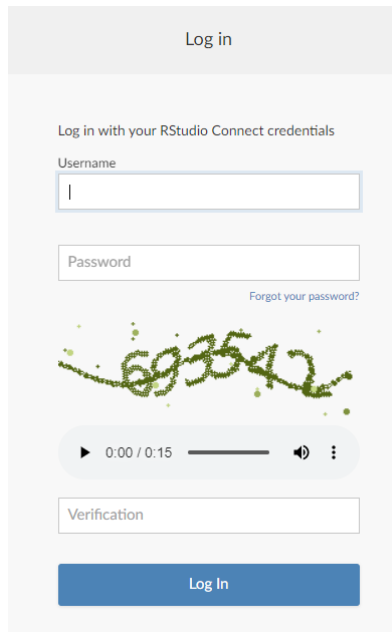 Log in
Log in with your RStudio Connect credentials
Username
Password
Forgot your password?
0:00 / 0:15
Verification
Log In